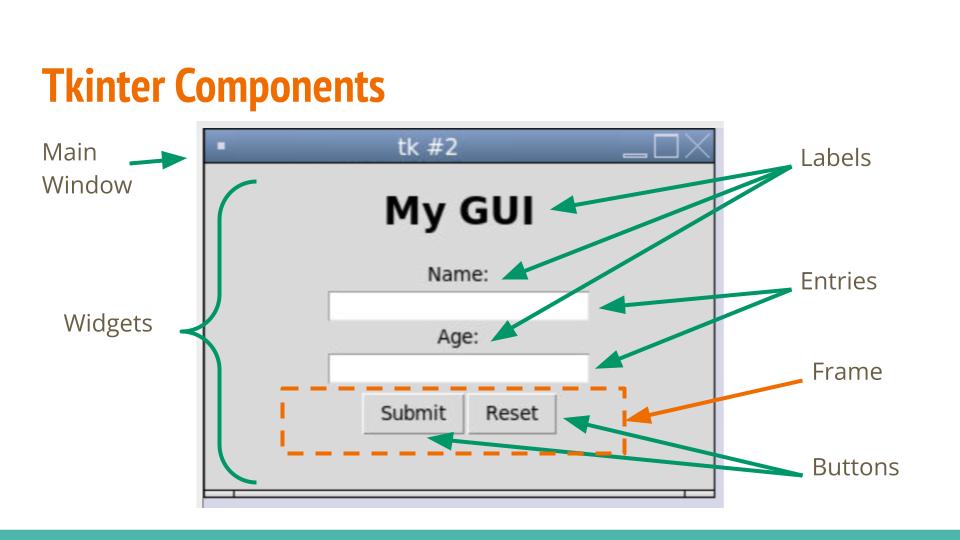 Tkinter Components
Main
Window
tk #2
Labels
My GUI
Name:
Entries
Widgets
Age:
Frame
Submit
Reset
Buttons